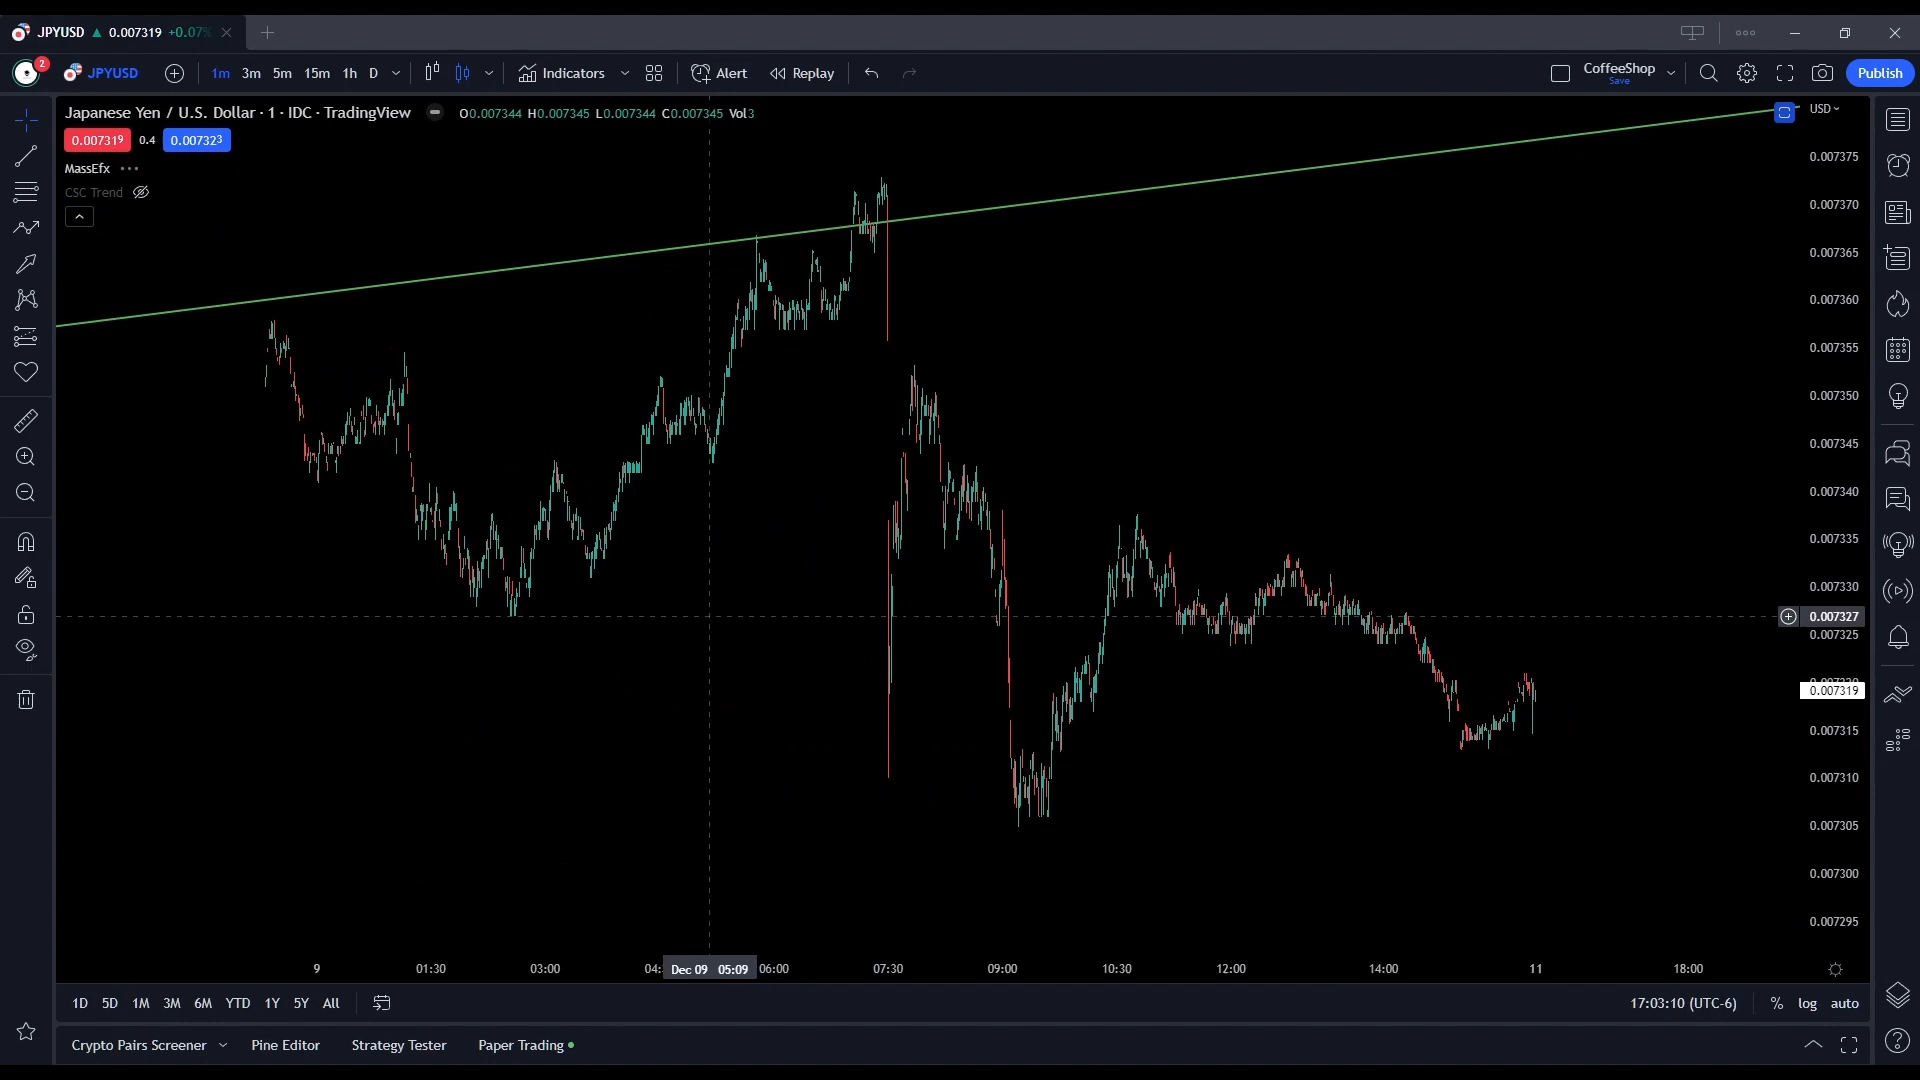 JPYUSD ▲ 0.007319 +0.07%
2 JPYUSD 1m 3m 5m 15m 1h D Indicators Alert Replay CoffeeShop Save Publish
Japanese Yen / U.S. Dollar · 1 · IDC · TradingView O0.007344 H0.007345 L0.007344 C0.007345 Vol3
USD
0.007319 0.4 0.007323
MassEfx
CSC Trend
0.007375
0.007370
0.007365
0.007360
0.007355
0.007350
0.007345
0.007340
0.007335
0.007330
0.007327
0.007325
0.007319
0.007315
0.007310
0.007305
0.007300
0.007295
9 01:30 03:00 04: Dec 09 05:09 06:00 07:30 09:00 10:30 12:00 14:00 11 18:00
1D 5D 1M 3M 6M YTD 1Y 5Y All 17:03:10 (UTC-6) % log auto
Crypto Pairs Screener Pine Editor Strategy Tester Paper Trading